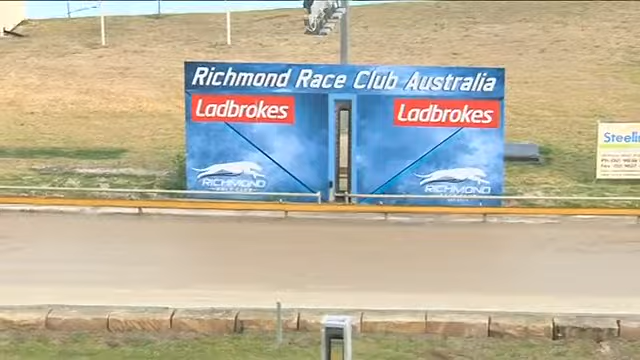 Richmond Race Club Australia
Ladbrokes
Ladbrokes
Steelin
RICHMOND
RICHMOND